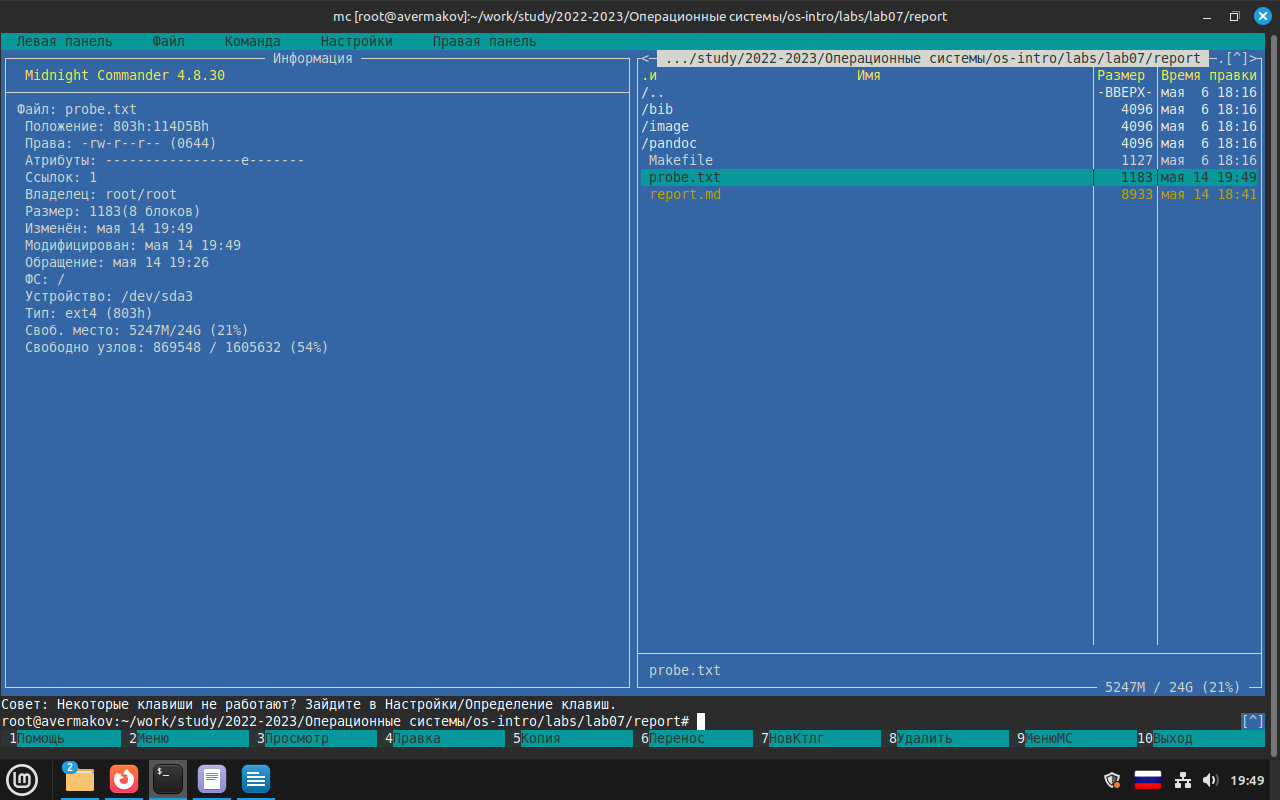 mc [root@avermakov]:~/work/study/2022-2023/Операционные системы/os-intro/labs/lab07/report
Левая панель Файл Команда Настройки Правая панель
Информация
Midnight Commander 4.8.30
Файл: probe.txt
Положение: 803h:114D5Bh
Права: -rw-r--r-- (0644)
Атрибуты: -----------------e-------
Ссылок: 1
Владелец: root/root
Размер: 1183(8 блоков)
Изменён: мая 14 19:49
Модифицирован: мая 14 19:49
Обращение: мая 14 19:26
ФС: /
Устройство: /dev/sda3
Тип: ext4 (803h)
Своб. место: 5247M/24G (21%)
Свободно узлов: 869548 / 1605632 (54%)
<─ .../study/2022-2023/Операционные системы/os-intro/labs/lab07/report ─.[^]>
.и Имя Размер Время правки
/.. -ВВЕРХ- мая  6 18:16
/bib 4096 мая  6 18:16
/image 4096 мая  6 18:16
/pandoc 4096 мая  6 18:16
Makefile 1127 мая  6 18:16
probe.txt 1183 мая 14 19:49
report.md 8933 мая 14 18:41
probe.txt
5247M / 24G (21%)
Совет: Некоторые клавиши не работают? Зайдите в Настройки/Определение клавиш.
root@avermakov:~/work/study/2022-2023/Операционные системы/os-intro/labs/lab07/report# [^]
1Помощь 2Меню 3Просмотр 4Правка 5Копия 6Перенос 7НовКтлг 8Удалить 9МенюMC 10Выход
2
$_
19:49